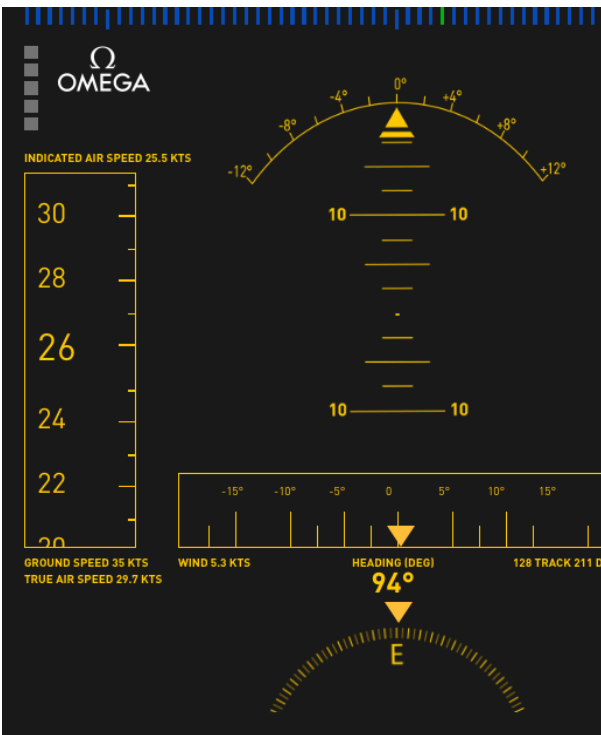 Ω
OMEGA
0°
-4° +4°
-8° +8°
-12° +12°
INDICATED AIR SPEED 25.5 KTS
30
28
26
24
22
20
10 10
10 10
-15° -10° -5° 0 5° 10° 15°
GROUND SPEED 35 KTS
TRUE AIR SPEED 29.7 KTS
WIND 5.3 KTS
HEADING (DEG)
94°
128 TRACK 211 D
E